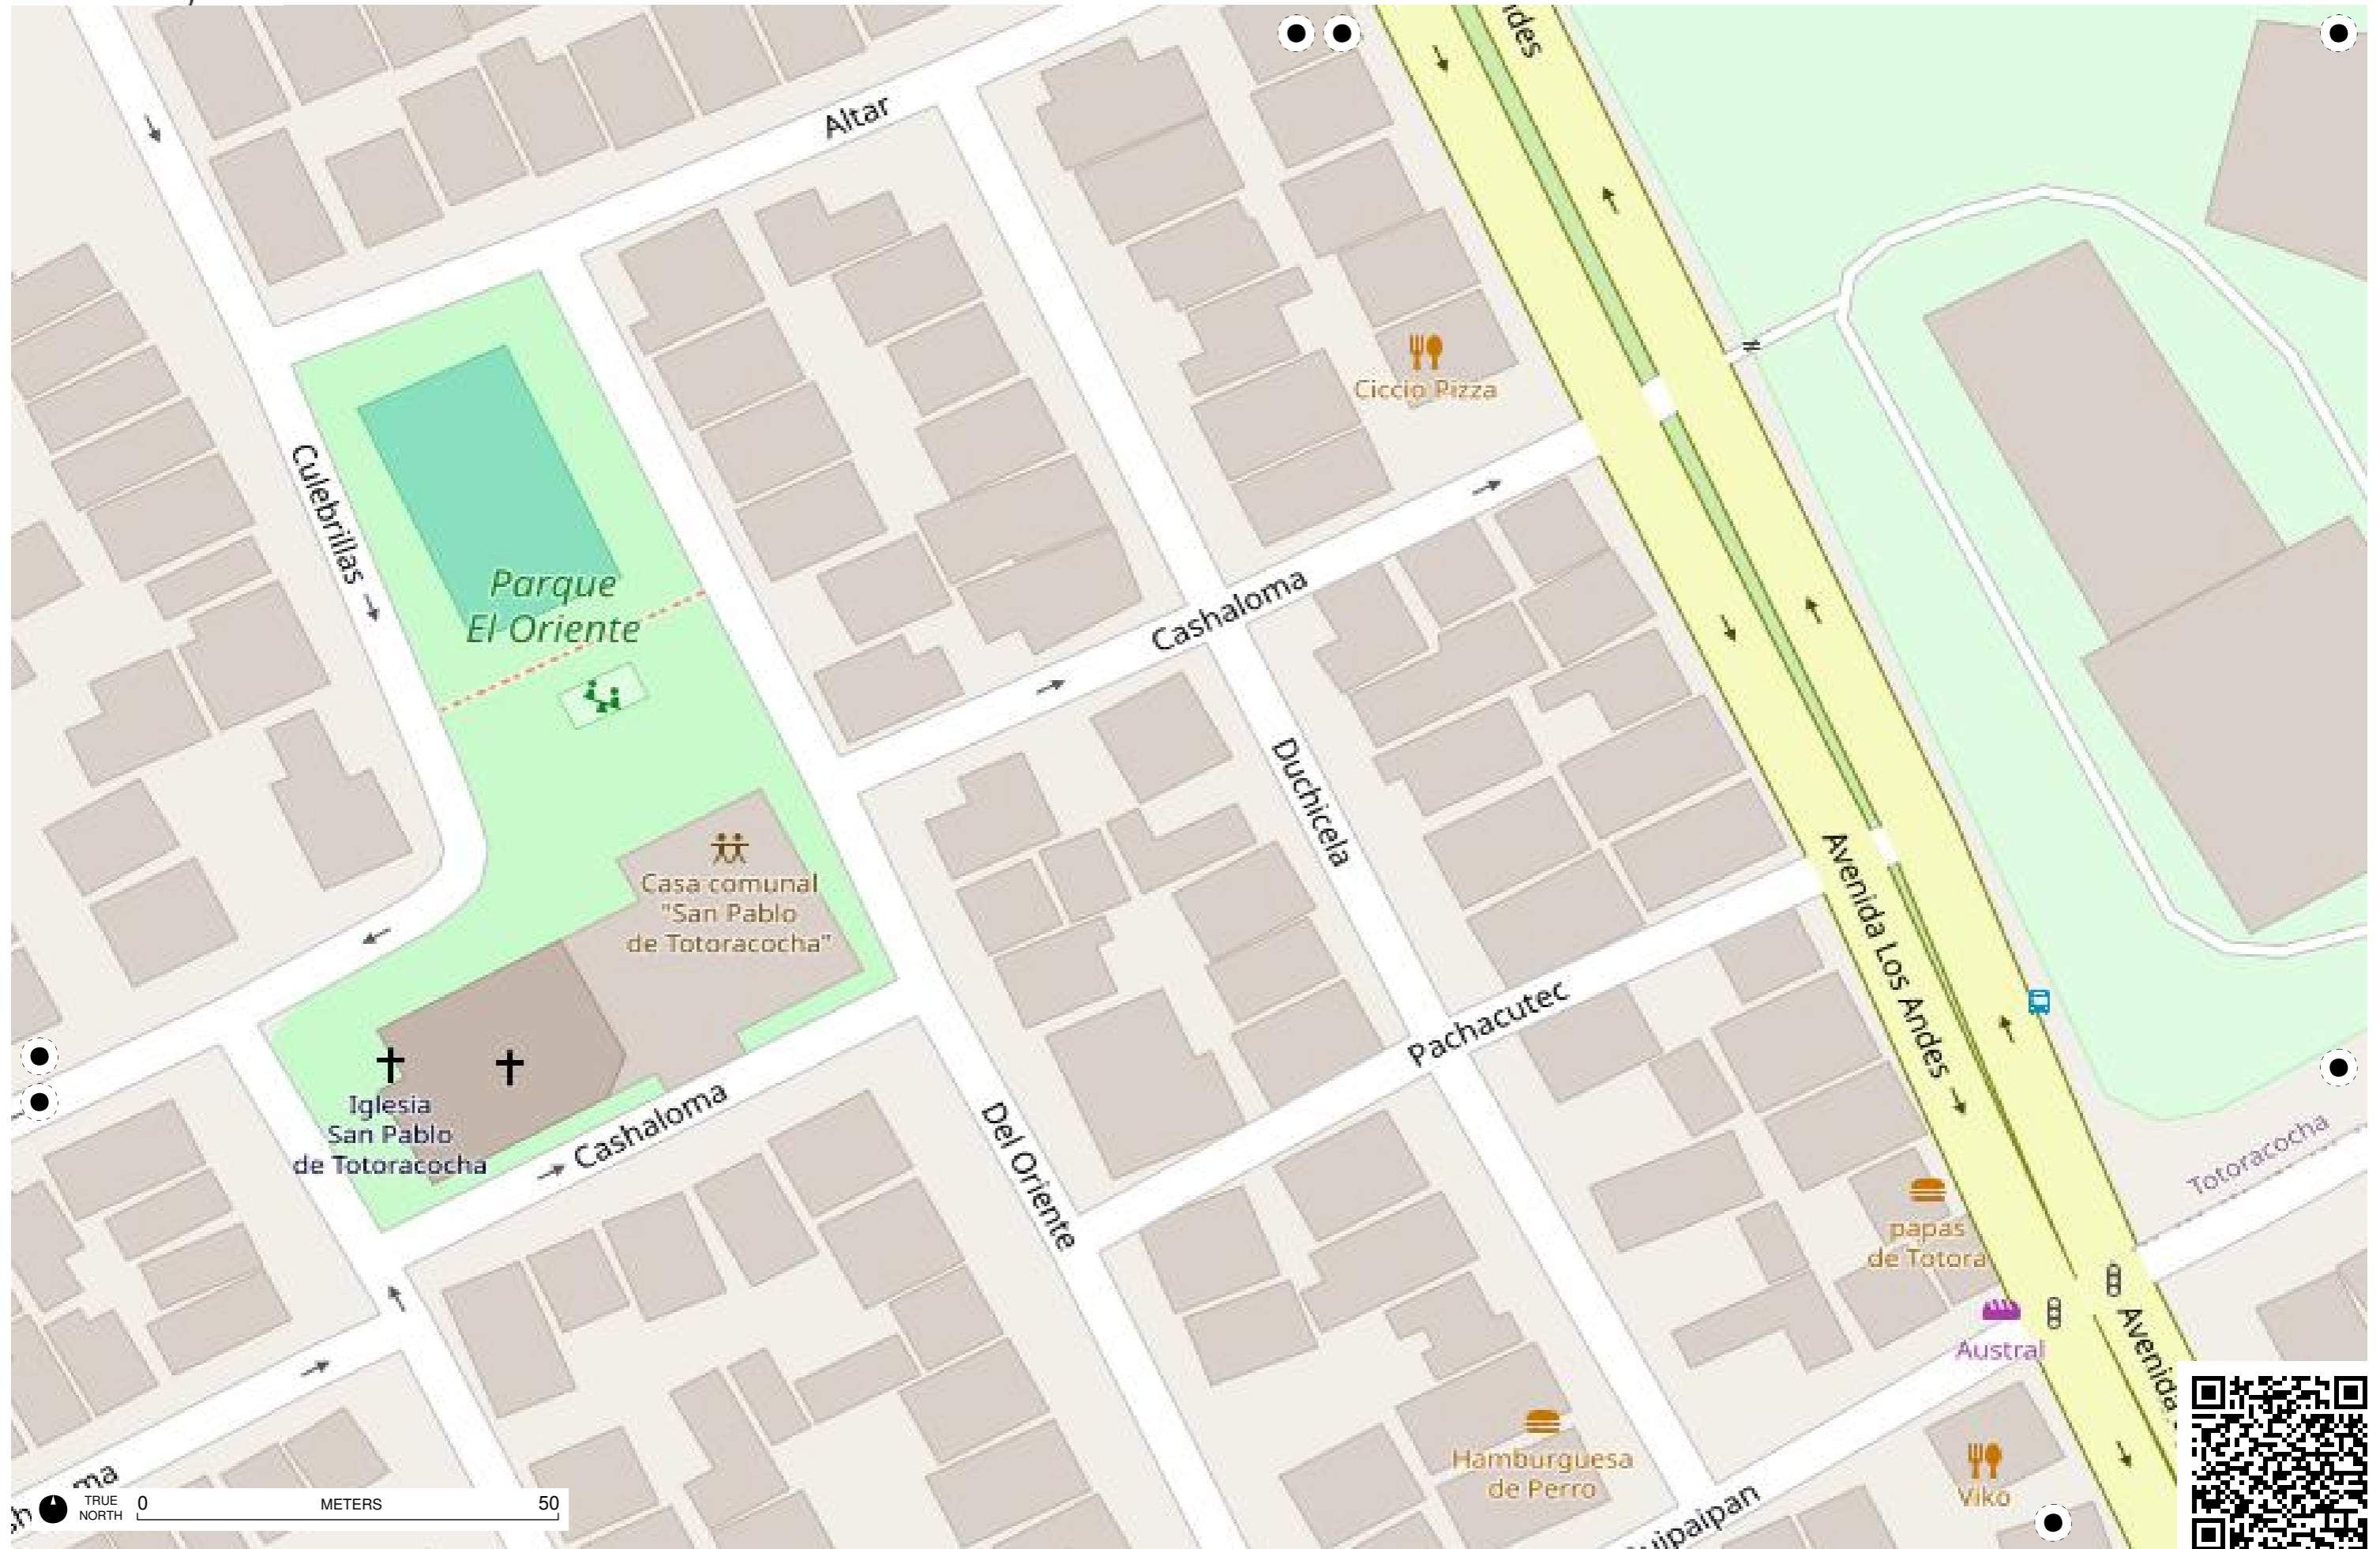 Altar
Ciccio Pizza
Culebrillas
Parque
El Oriente
Cashaloma
Duchicela
Casa comunal
"San Pablo
de Totoracocha"
Avenida Los Andes
Pachacutec
Iglesia
San Pablo
de Totoracocha
Cashaloma
Del Oriente
Totoracocha
papas
de Totora
Austral
Avenida
Hamburguesa
de Perro
Viko
TRUE
NORTH
0
METERS
50